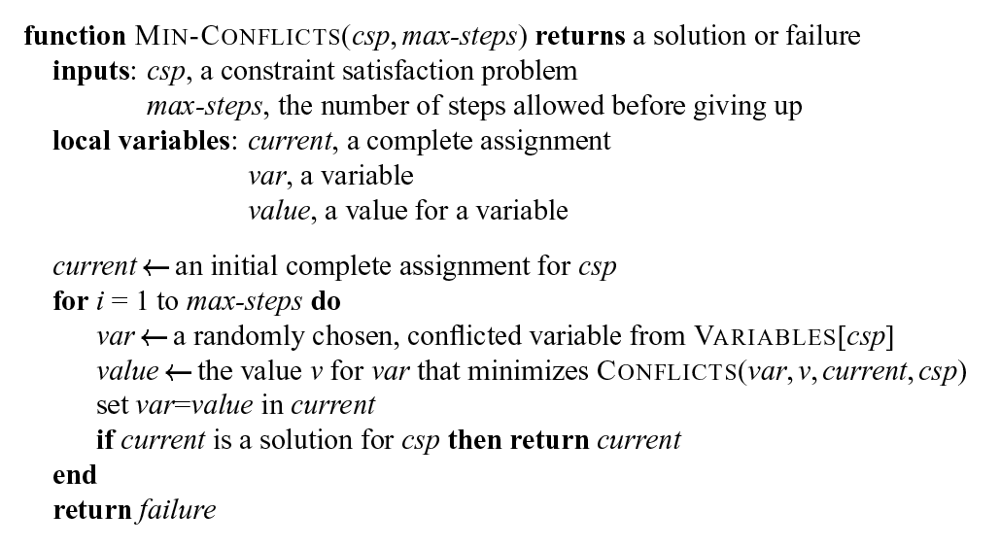 function MIN-CONFLICTS(csp, max-steps) returns a solution or failure
inputs: csp, a constraint satisfaction problem
max-steps, the number of steps allowed before giving up
local variables: current, a complete assignment
var, a variable
value, a value for a variable
current ← an initial complete assignment for csp
for i = 1 to max-steps do
var ← a randomly chosen, conflicted variable from VARIABLES[csp]
value ← the value v for var that minimizes CONFLICTS(var, v, current, csp)
set var=value in current
if current is a solution for csp then return current
end
return failure